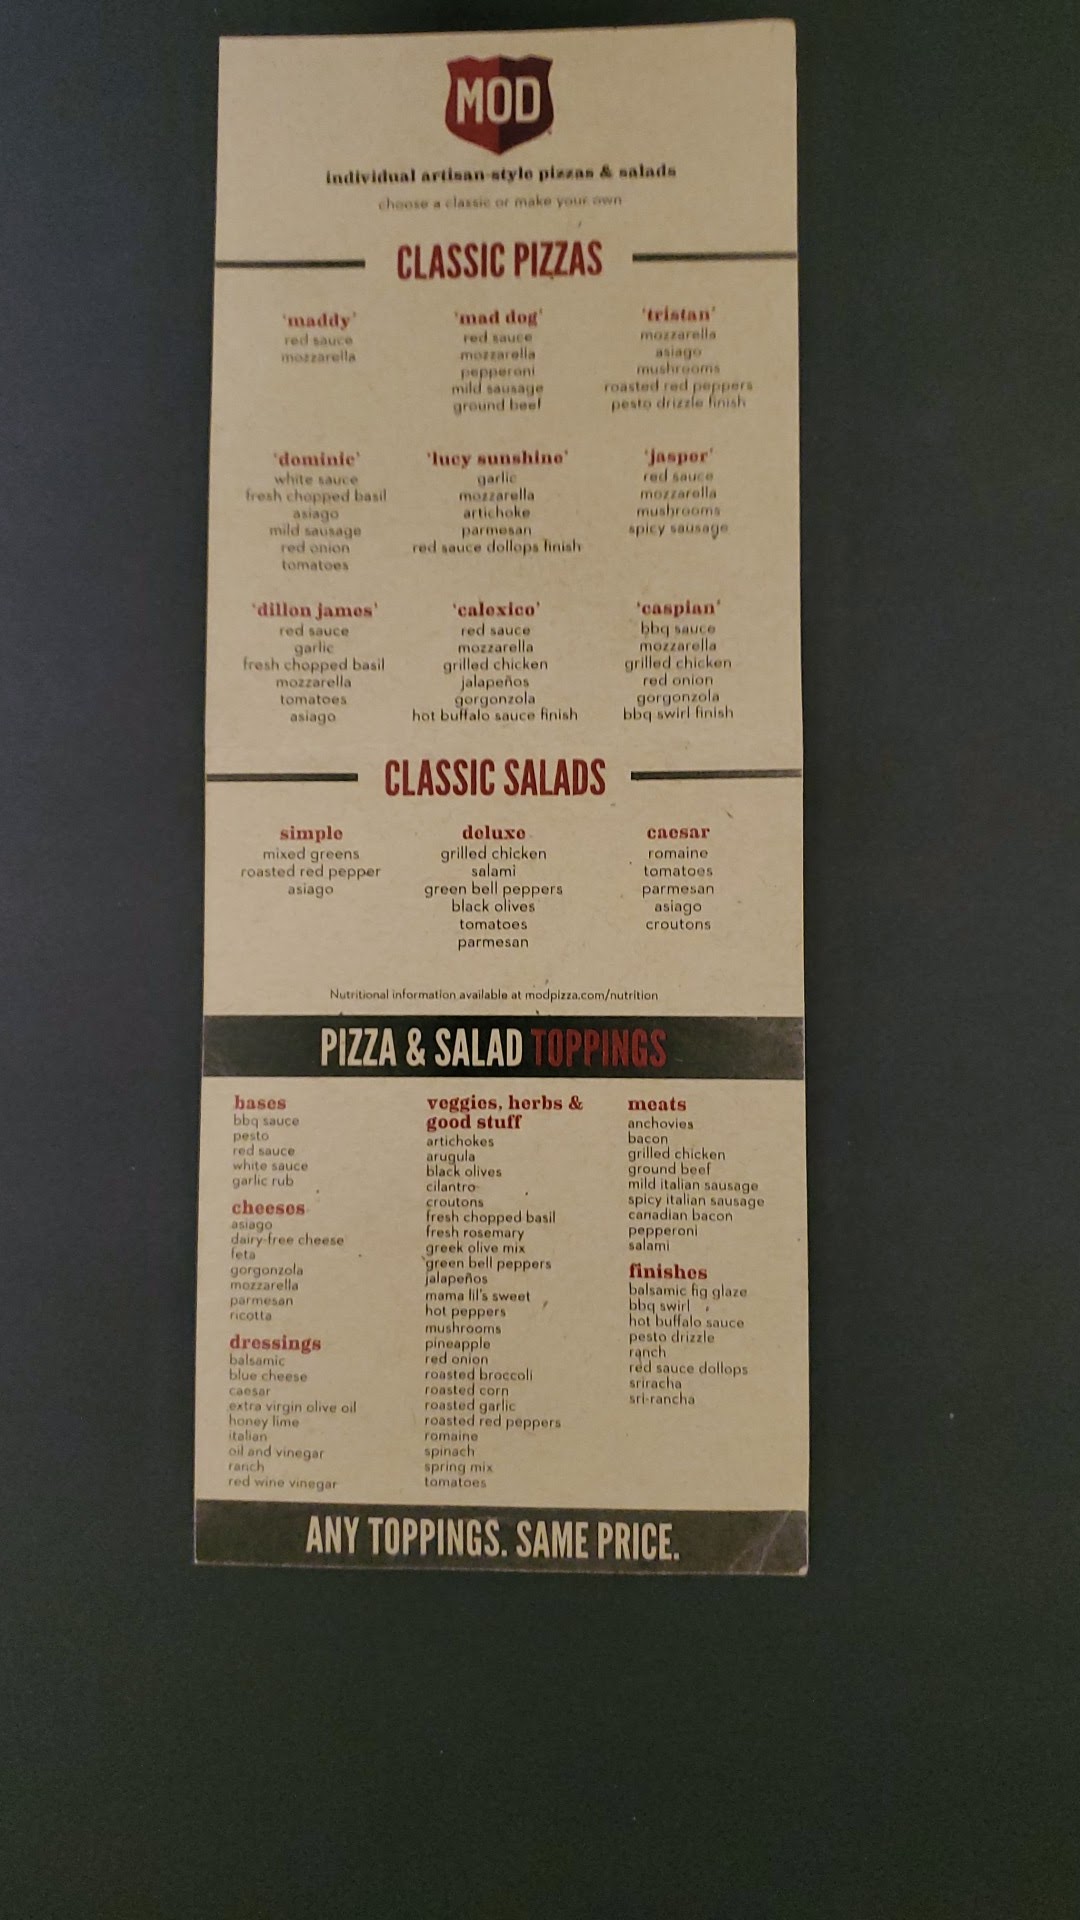 MOD
individual artisan-style pizzas & salads
choose a classic or make your own
CLASSIC PIZZAS
'maddy'
red sauce
mozzarella
'mad dog'
red sauce
mozzarella
pepperoni
mild sausage
ground beef
'tristan'
mozzarella
asiago
mushrooms
roasted red peppers
pesto drizzle finish
'dominic'
white sauce
fresh chopped basil
asiago
mild sausage
red onion
tomatoes
'lucy sunshine'
garlic
mozzarella
artichoke
parmesan
red sauce dollops finish
'jasper'
red sauce
mozzarella
mushrooms
spicy sausage
'dillon james'
red sauce
garlic
fresh chopped basil
mozzarella
tomatoes
asiago
'calexico'
red sauce
mozzarella
grilled chicken
jalapeños
gorgonzola
hot buffalo sauce finish
'caspian'
bbq sauce
mozzarella
grilled chicken
red onion
gorgonzola
bbq swirl finish
CLASSIC SALADS
simple
mixed greens
roasted red pepper
asiago
deluxe
grilled chicken
salami
green bell peppers
black olives
tomatoes
parmesan
caesar
romaine
tomatoes
parmesan
asiago
croutons
Nutritional information available at modpizza.com/nutrition
PIZZA & SALAD TOPPINGS
bases
bbq sauce
pesto
red sauce
white sauce
garlic rub
cheeses
asiago
dairy-free cheese
feta
gorgonzola
mozzarella
parmesan
ricotta
dressings
balsamic
blue cheese
caesar
extra virgin olive oil
honey lime
italian
oil and vinegar
ranch
red wine vinegar
veggies, herbs &
good stuff
artichokes
arugula
black olives
cilantro
croutons
fresh chopped basil
fresh rosemary
greek olive mix
green bell peppers
jalapeños
mama lil's sweet
hot peppers
mushrooms
pineapple
red onion
roasted broccoli
roasted corn
roasted garlic
roasted red peppers
romaine
spinach
spring mix
tomatoes
meats
anchovies
bacon
grilled chicken
ground beef
mild italian sausage
spicy italian sausage
canadian bacon
pepperoni
salami
finishes
balsamic fig glaze
bbq swirl
hot buffalo sauce
pesto drizzle
ranch
red sauce dollops
sriracha
sri-rancha
ANY TOPPINGS. SAME PRICE.